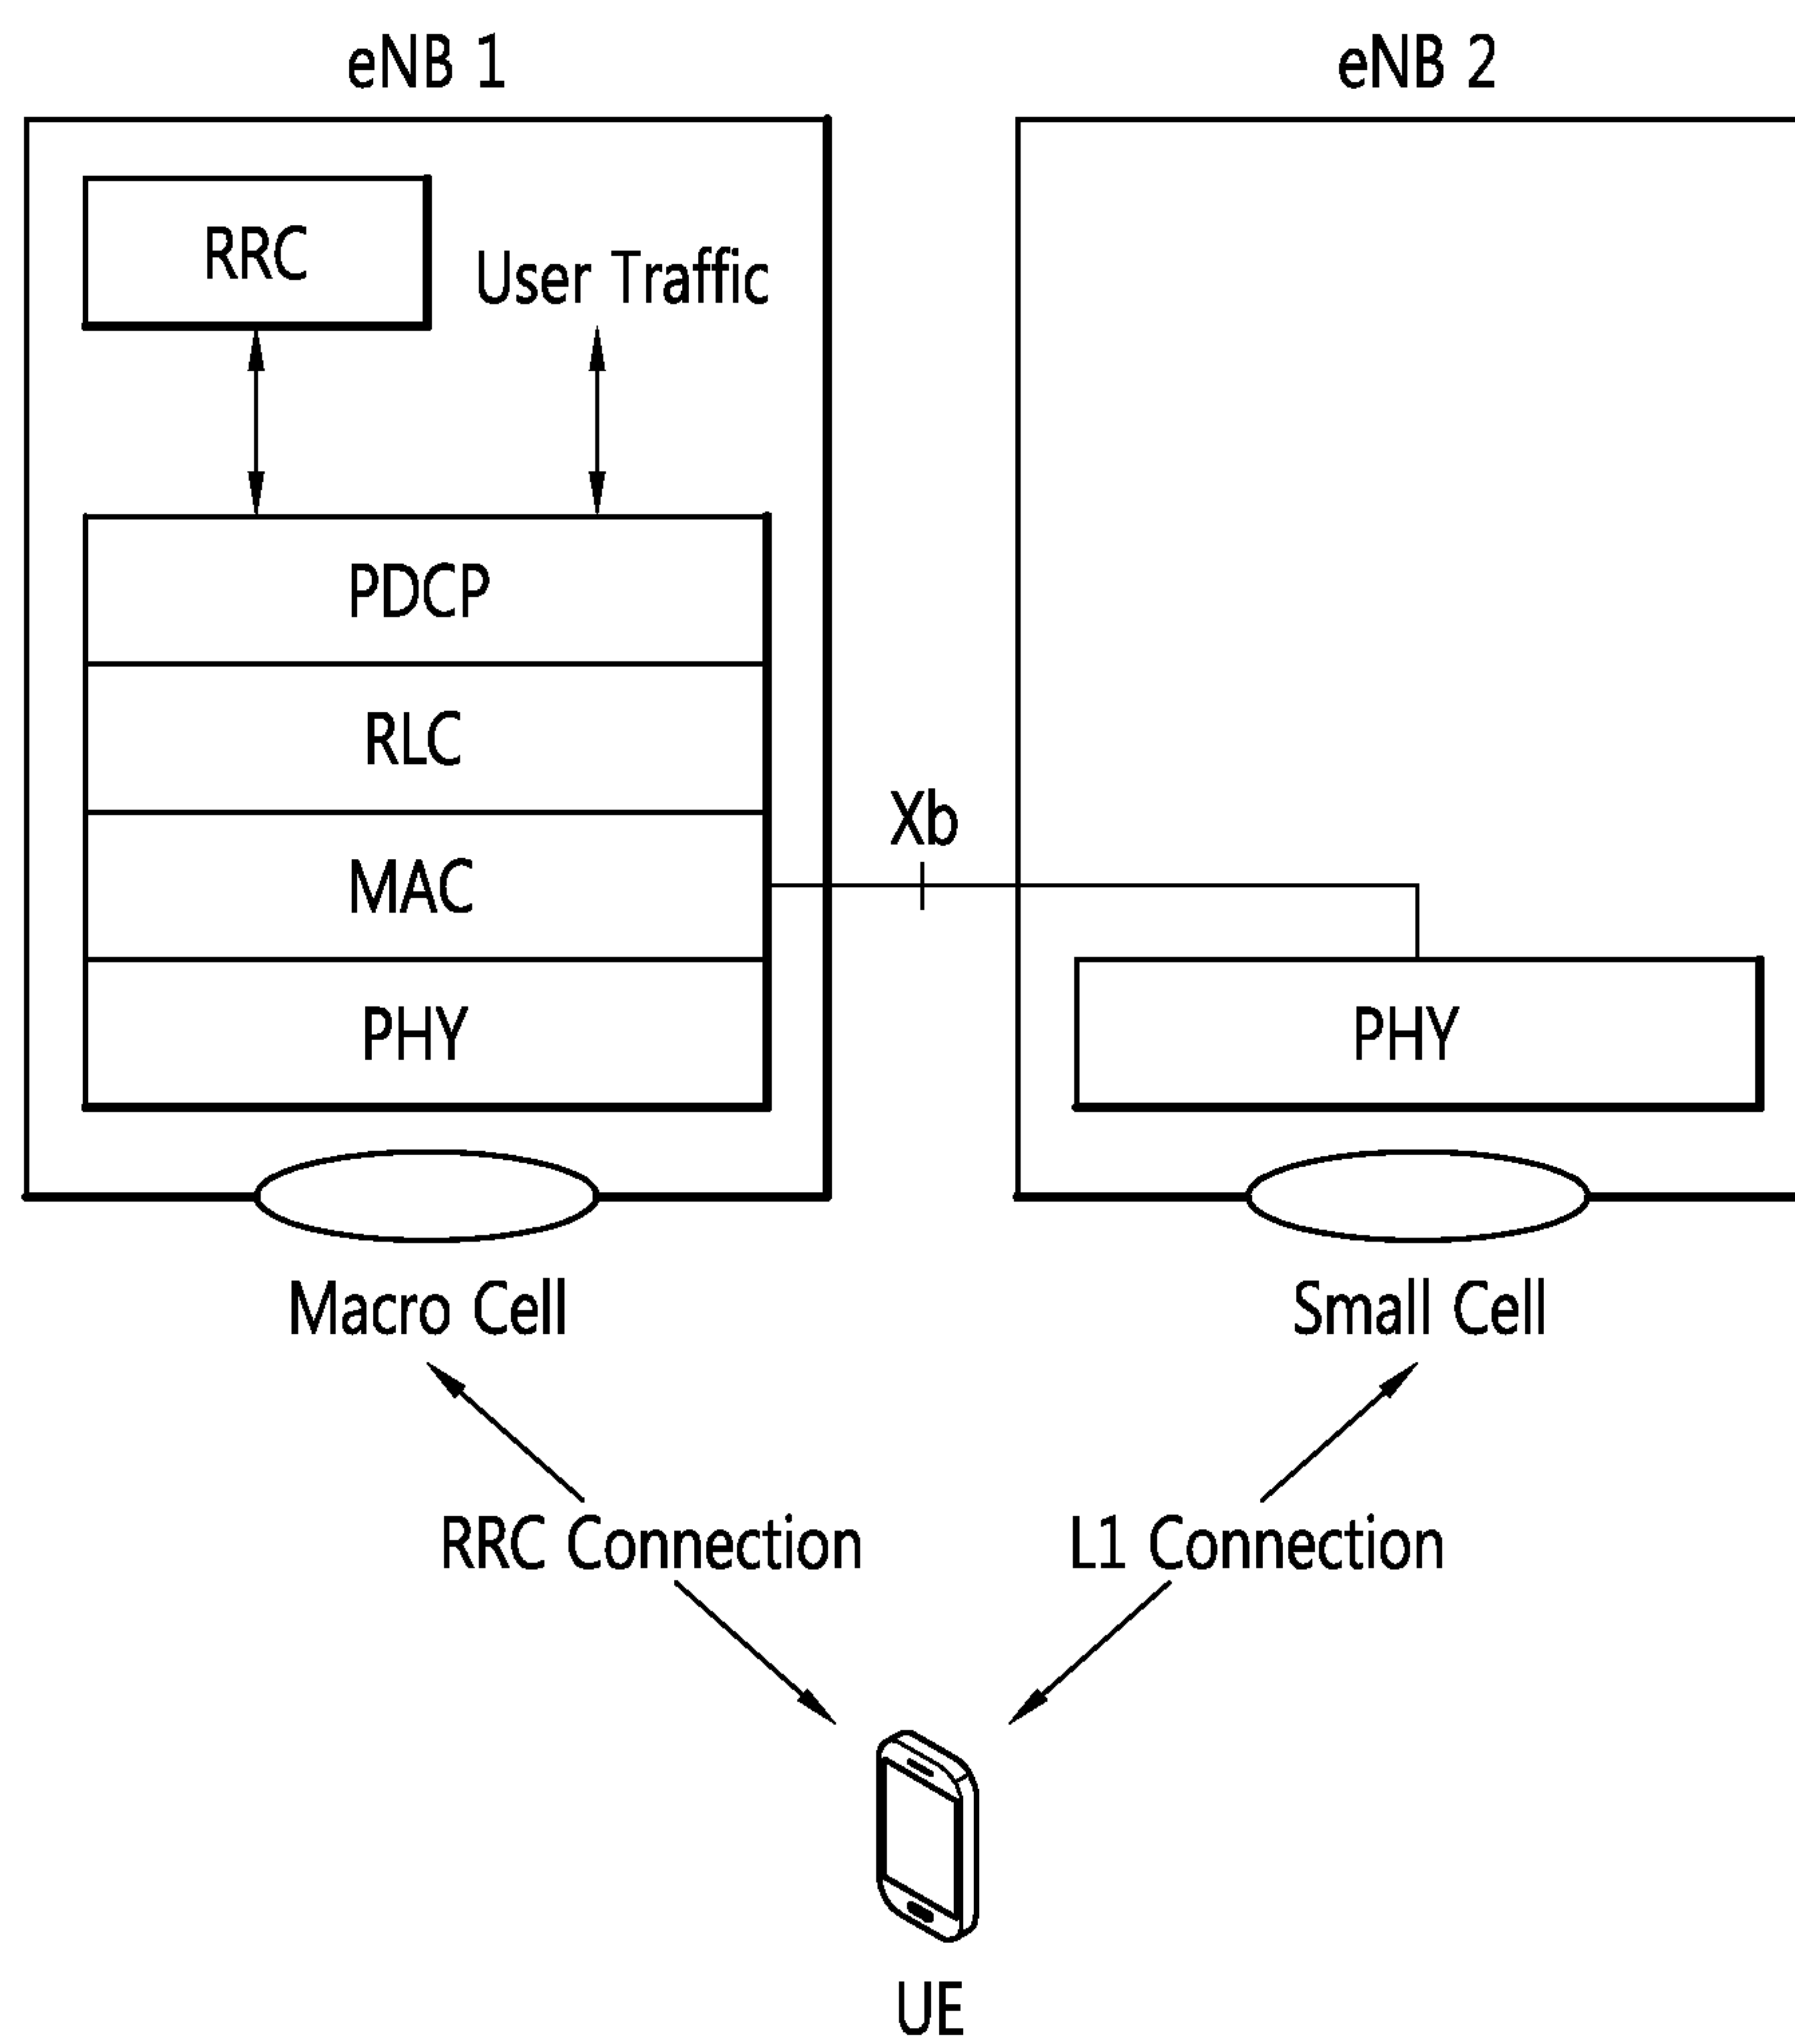 eNB 1
eNB 2
RRC
User Traffic
PDCP
RLC
Xb
MAC
PHY
PHY
Macro Cell
Small Cell
RRC Connection
L1 Connection
UE